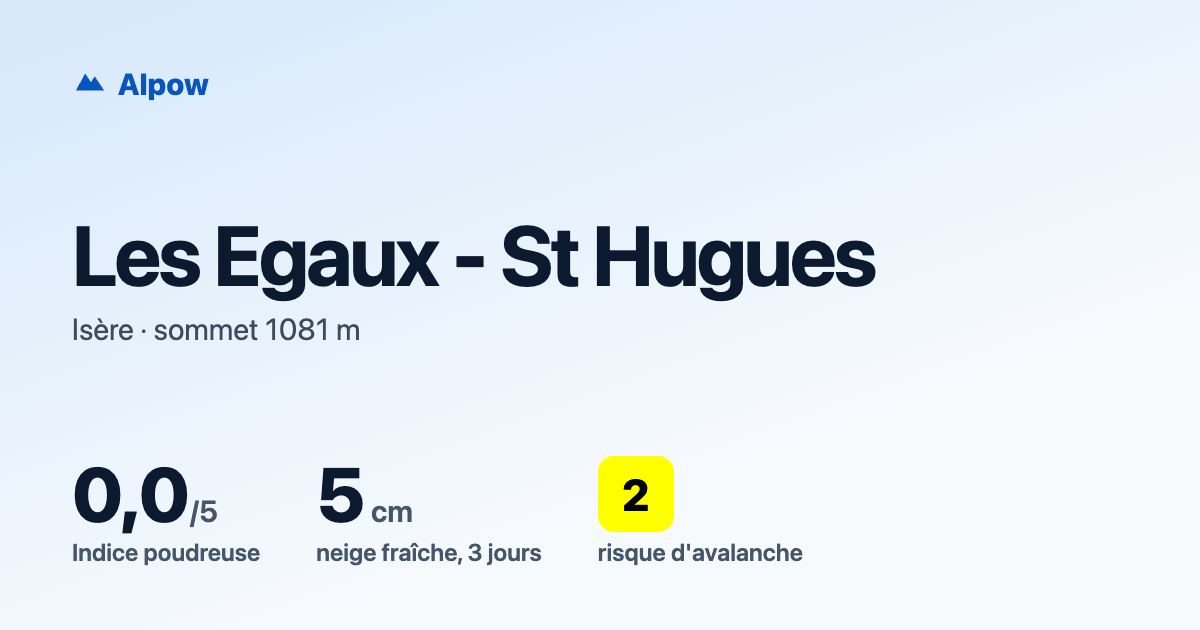 Alpow
Les Egaux - St Hugues
Isère · sommet 1081 m
0,0/5
Indice poudreuse
5 cm
neige fraîche, 3 jours
2
risque d'avalanche